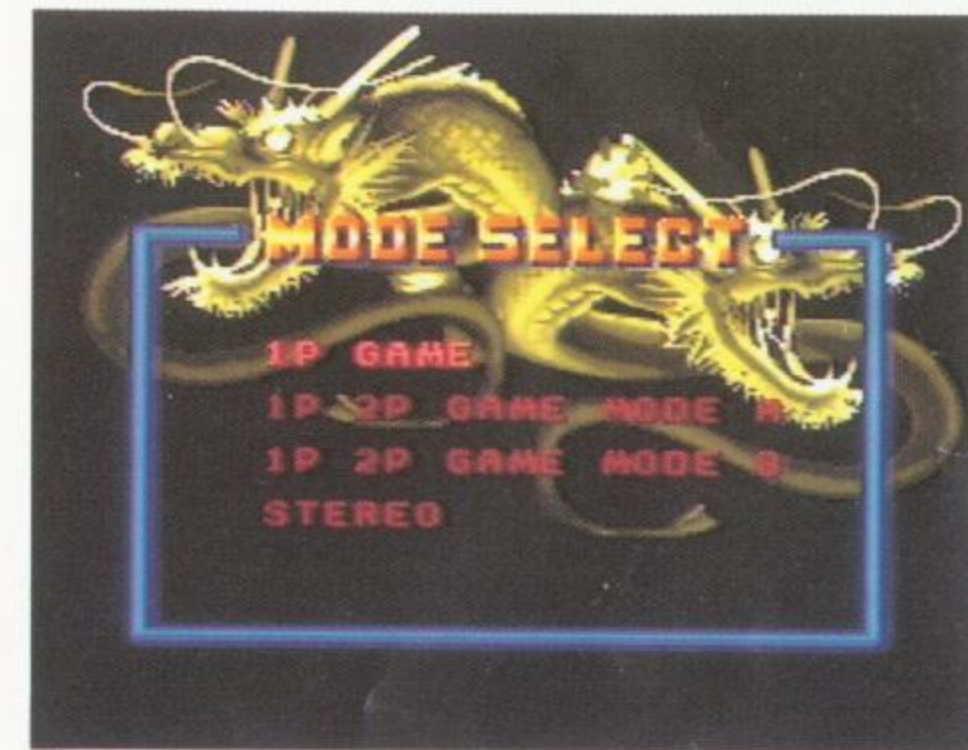 MODE SELECT
1P GAME
1P 2P GAME MODE A
1P 2P GAME MODE B
STEREO